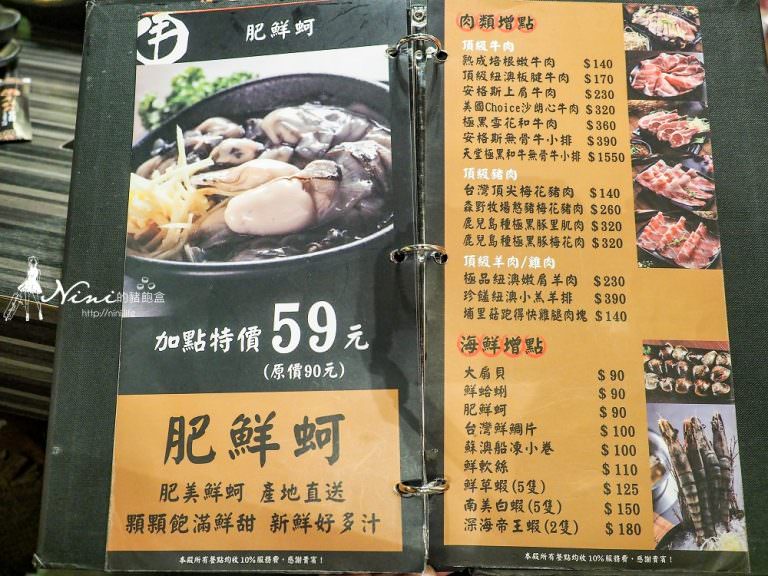 肥鮮蚵
加點特價 59元
(原價90元)
肥鮮蚵
肥美鮮蚵 產地直送
顆顆飽滿鮮甜 新鮮好多汁
本店所有餐點均收10%服務費，感謝貴賓！
Nini的豬飽盒
肉類增點
頂級牛肉
熟成培根嫩牛肉 $140
頂級紐澳板腱牛肉 $170
安格斯上肩牛肉 $230
美國Choice沙朗心牛肉 $320
極黑雪花和牛肉 $360
安格斯無骨牛小排 $390
天堂極黑和牛無骨牛小排 $1550
頂級豬肉
台灣頂尖梅花豬肉 $140
森野牧場熬豬梅花豬肉 $260
鹿兒島種極黑豚里肌肉 $320
鹿兒島種極黑豚梅花肉 $320
頂級羊肉/雞肉
極品紐澳嫩肩羊肉 $230
珍饈紐澳小羔羊排 $390
埔里菇跑得快雞腿肉塊 $140
海鮮增點
大扇貝 $90
鮮蛤蜊 $90
肥鮮蚵 $90
台灣鮮鯛片 $100
蘇澳船凍小卷 $100
鮮軟絲 $110
鮮草蝦(5隻) $125
南美白蝦(5隻) $150
深海帝王蝦(2隻) $180
本店所有餐點均收10%服務費，感謝貴賓！